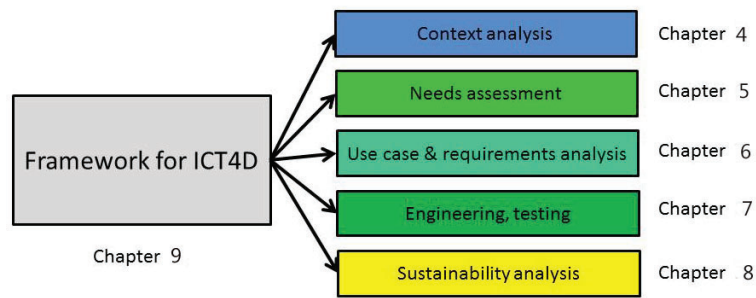 Framework for ICT4D
Chapter 9
Context analysis Chapter 4
Needs assessment Chapter 5
Use case & requirements analysis Chapter 6
Engineering, testing Chapter 7
Sustainability analysis Chapter 8